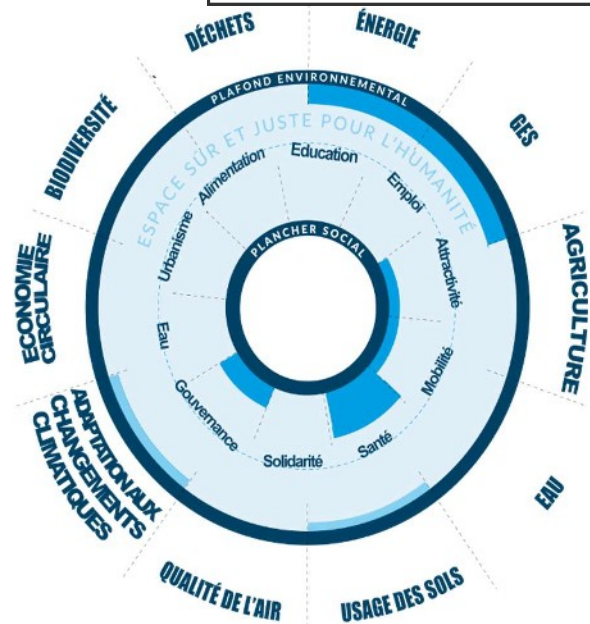 DÉCHETS
ÉNERGIE
GES
AGRICULTURE
EAU
USAGE DES SOLS
QUALITÉ DE L'AIR
ADAPTATION AUX
CHANGEMENTS
CLIMATIQUES
ECONOMIE
CIRCULAIRE
BIODIVERSITÉ
PLAFOND ENVIRONNEMENTAL
ESPACE SÛR ET JUSTE POUR L'HUMANITÉ
Education
Emploi
Attractivité
Mobilité
Santé
Solidarité
Gouvernance
Eau
Urbanisme
Alimentation
PLANCHER SOCIAL